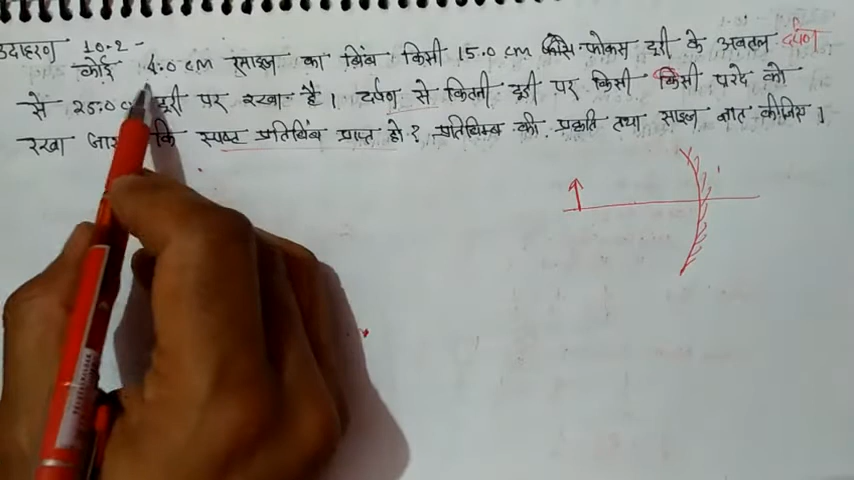 उदाहरण 10.2 -
कोई 4.0 cm साइज का बिंब किसी 15.0 cm फोकस दूरी के अवतल दर्पण
से 25.0 दूरी पर रखा है। दर्पण से कितनी दूरी पर किसी किसी परदे को
रखा कि स्पष्ट प्रतिबिंब प्राप्त हो? प्रतिबिम्ब की प्रकृति तथा साइज ज्ञात कीजिए।